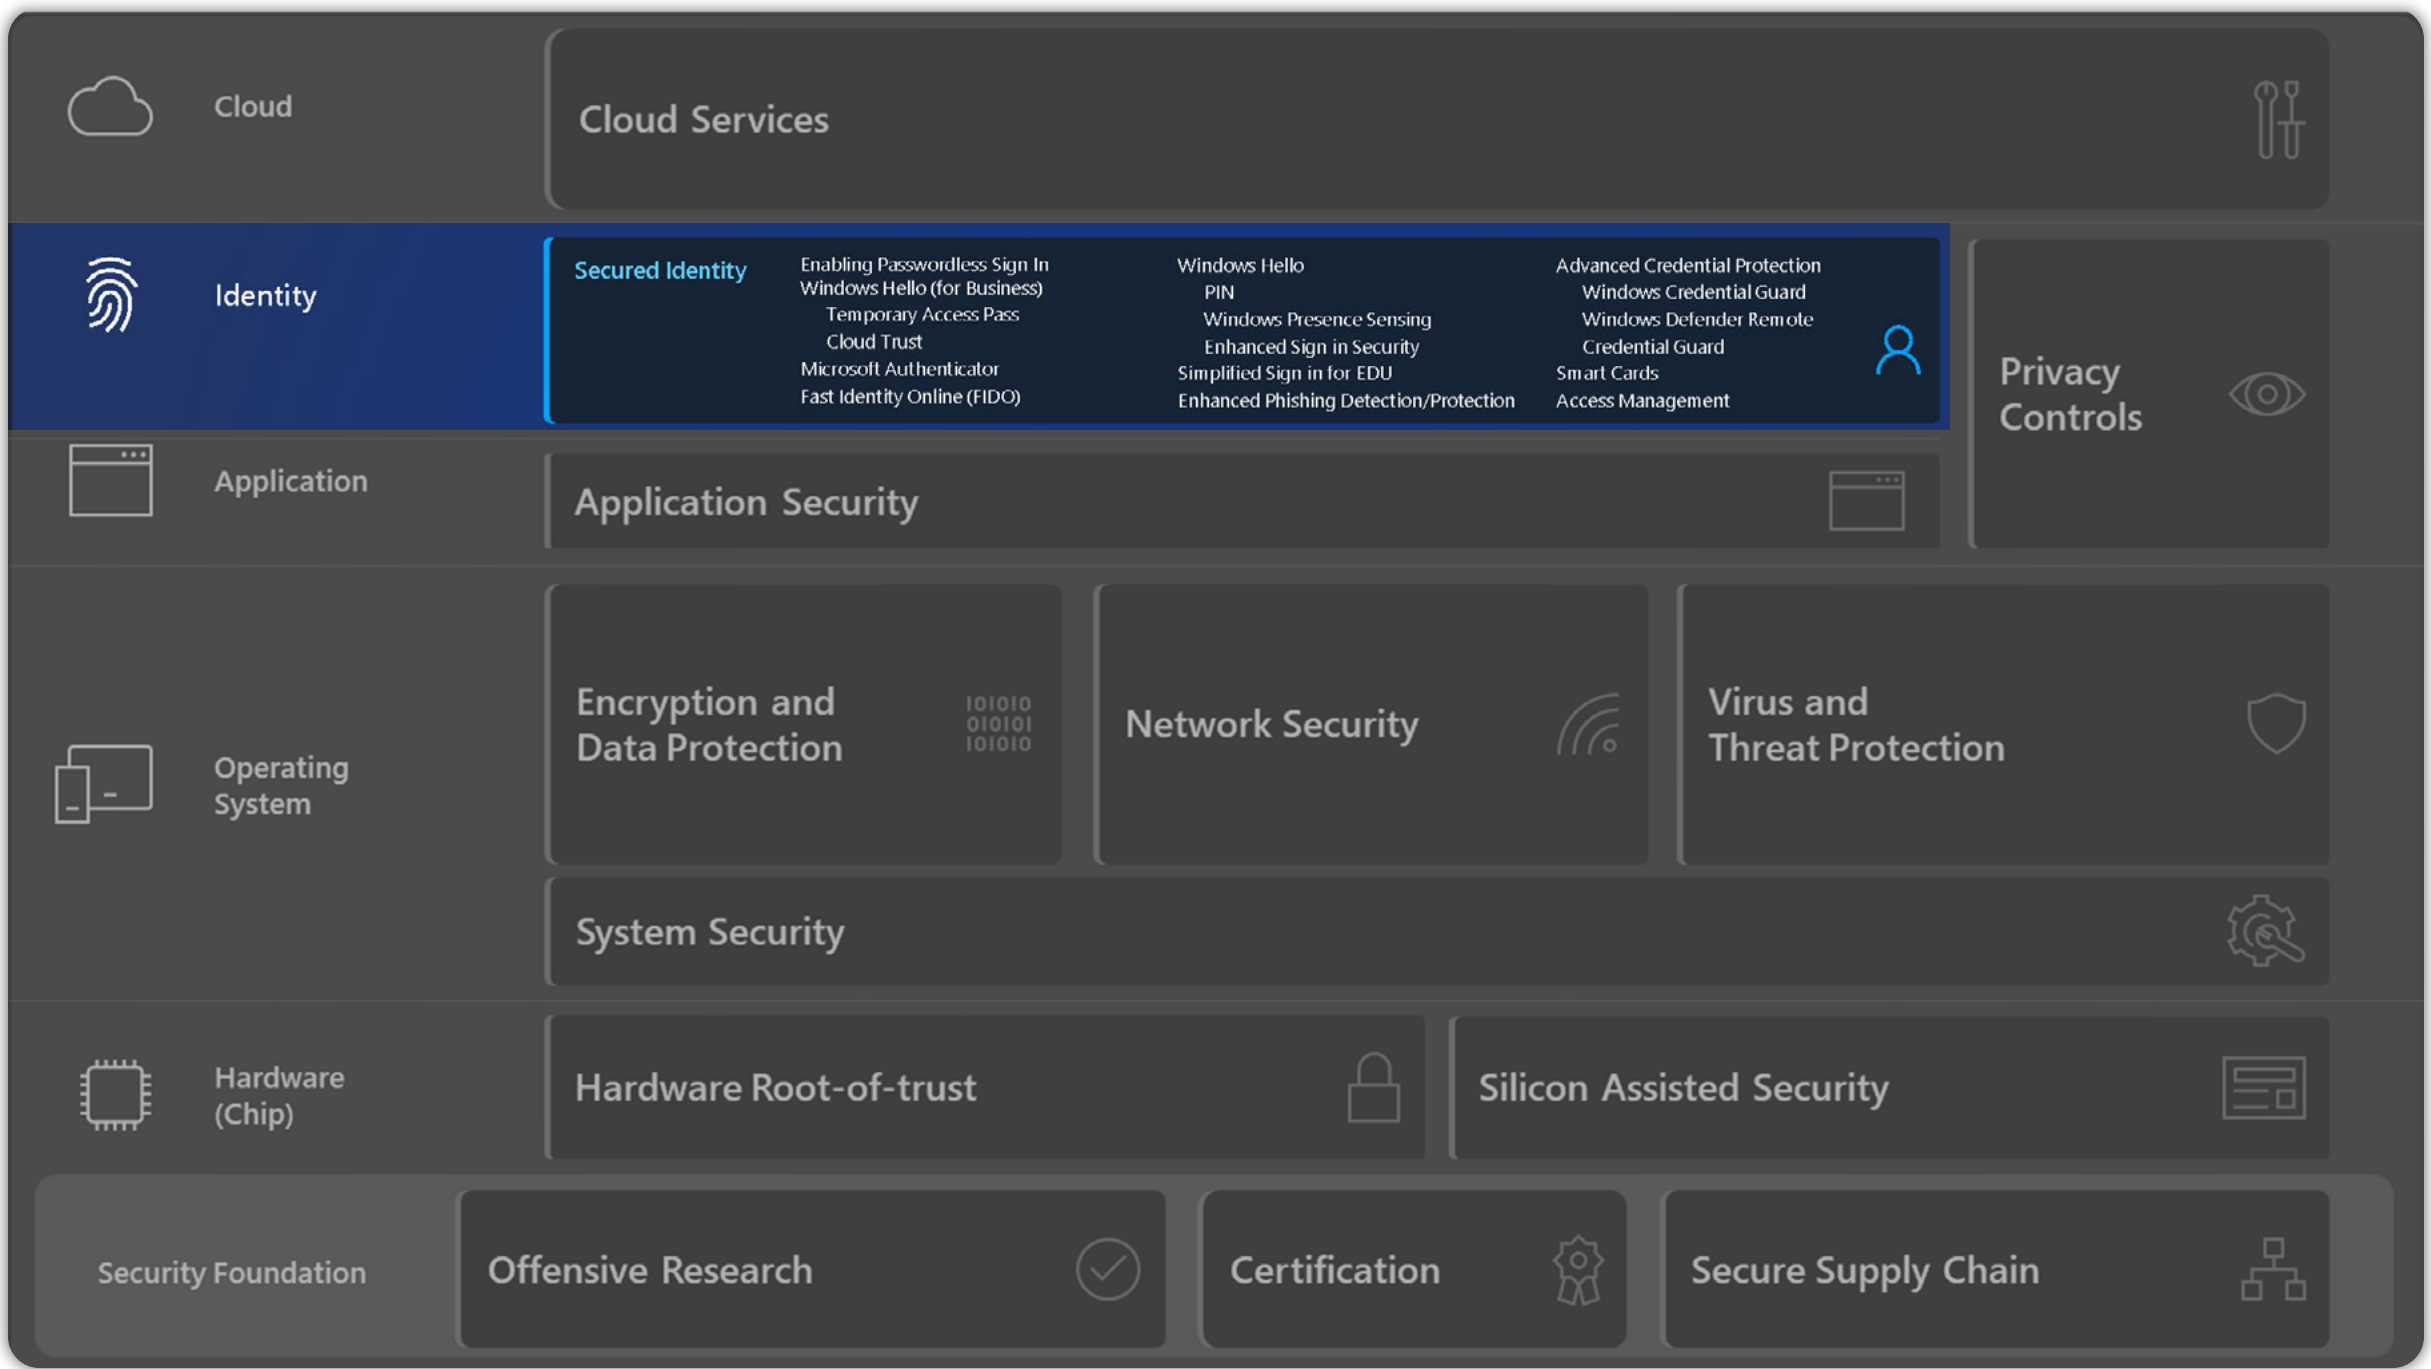 Cloud
Cloud Services
Identity
Secured Identity
Enabling Passwordless Sign In
Windows Hello (for Business)
Temporary Access Pass
Cloud Trust
Microsoft Authenticator
Fast Identity Online (FIDO)
Windows Hello
PIN
Windows Presence Sensing
Enhanced Sign in Security
Simplified Sign in for EDU
Enhanced Phishing Detection/Protection
Advanced Credential Protection
Windows Credential Guard
Windows Defender Remote
Credential Guard
Smart Cards
Access Management
Privacy
Controls
Application
Application Security
Operating
System
Encryption and
Data Protection
101010
010101
101010
Network Security
Virus and
Threat Protection
System Security
Hardware
(Chip)
Hardware Root-of-trust
Silicon Assisted Security
Security Foundation
Offensive Research
Certification
Secure Supply Chain